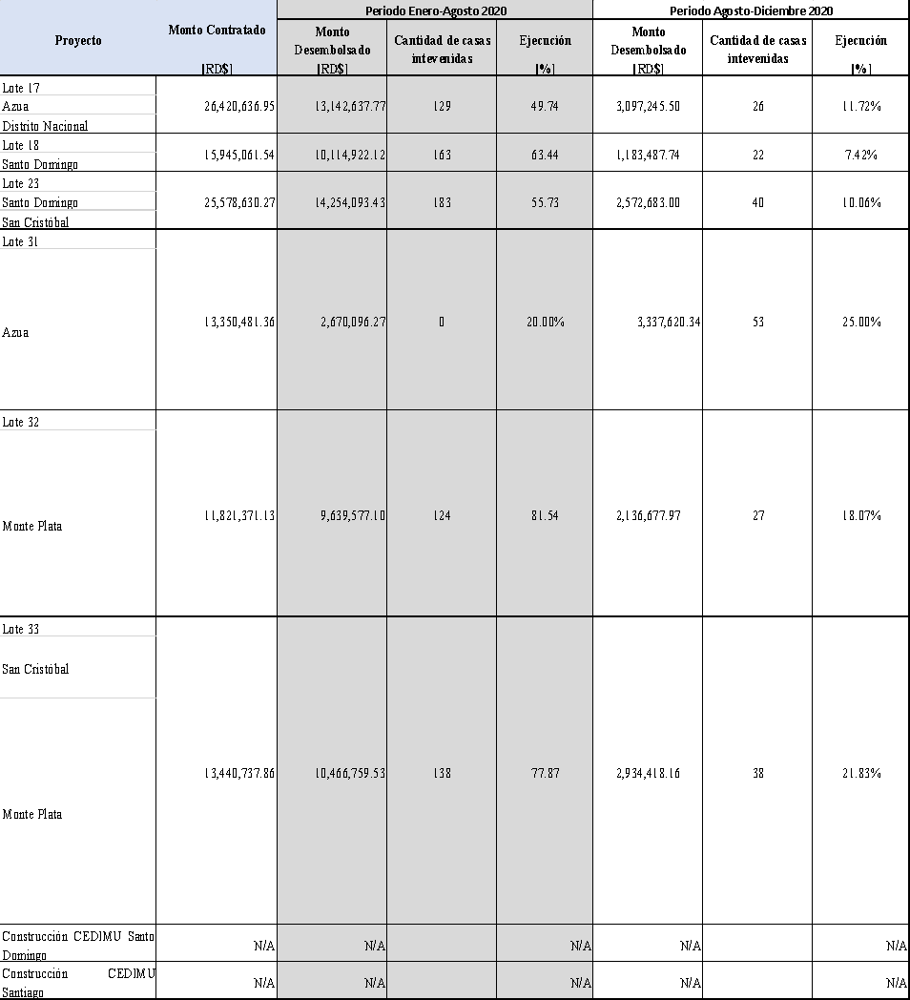 Periodo Enero-Agosto 2020 Periodo Agosto-Diciembre 2020
Proyecto Monto Contratado Monto Desembolsado Cantidad de casas intevenidas Ejecución Monto Desembolsado Cantidad de casas intevenidas Ejecución
[RD$] [RD$] [%] [RD$] [%]
Lote 17
Azua 26,420,636.95 13,142,637.77 129 49.74 3,097,245.50 26 11.72%
Distrito Nacional
Lote 18
Santo Domingo 15,945,061.54 10,114,922.12 163 63.44 1,183,487.74 22 7.42%
Lote 23
Santo Domingo 25,578,630.27 14,254,093.43 183 55.73 2,572,683.00 40 10.06%
San Cristóbal
Lote 31
Azua 13,350,481.36 2,670,096.27 0 20.00% 3,337,620.34 53 25.00%
Lote 32
Monte Plata 11,821,371.13 9,639,577.10 124 81.54 2,136,677.97 27 18.07%
Lote 33
San Cristóbal
13,440,737.86 10,466,759.53 138 77.87 2,934,418.16 38 21.83%
Monte Plata
Construcción CEDIMU Santo
Domingo N/A N/A N/A N/A N/A
Construcción CEDIMU
Santiago N/A N/A N/A N/A N/A